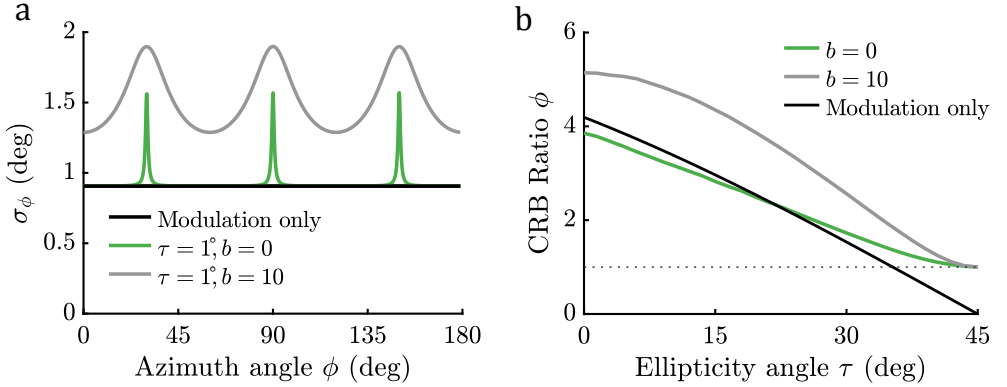 a
2
1.5
1
0.5
0
σϕ (deg)
Modulation only
τ = 1°, b = 0
τ = 1°, b = 10
0 45 90 135 180
Azimuth angle ϕ (deg)
b
6
4
2
0
CRB Ratio ϕ
b = 0
b = 10
Modulation only
0 15 30 45
Ellipticity angle τ (deg)